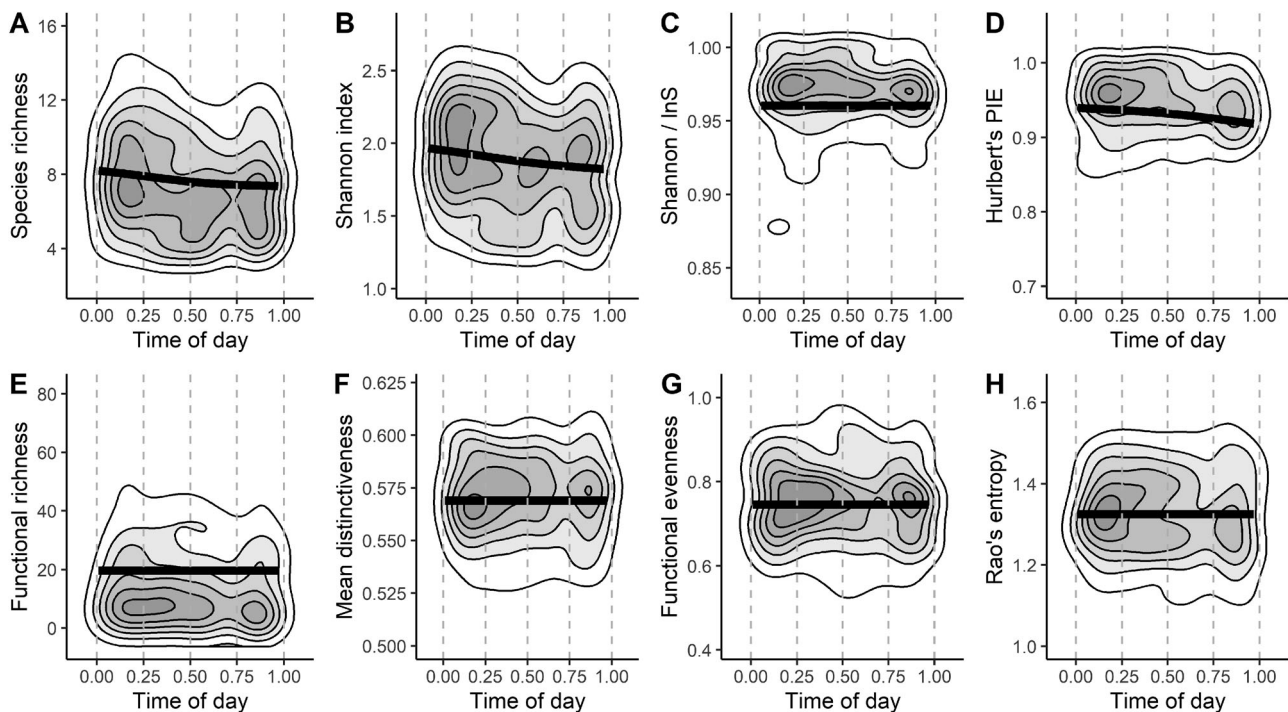 A
Species richness
16
12
8
4
0.00 0.25 0.50 0.75 1.00
Time of day
B
Shannon index
2.5
2.0
1.5
1.0
0.00 0.25 0.50 0.75 1.00
Time of day
C
Shannon / lnS
1.00
0.95
0.90
0.85
0.00 0.25 0.50 0.75 1.00
Time of day
D
Hurlbert's PIE
1.0
0.9
0.8
0.7
0.00 0.25 0.50 0.75 1.00
Time of day
E
Functional richness
80
60
40
20
0
0.00 0.25 0.50 0.75 1.00
Time of day
F
Mean distinctiveness
0.625
0.600
0.575
0.550
0.525
0.500
0.00 0.25 0.50 0.75 1.00
Time of day
G
Functional evenness
1.0
0.8
0.6
0.4
0.00 0.25 0.50 0.75 1.00
Time of day
H
Rao's entropy
1.6
1.4
1.2
1.0
0.00 0.25 0.50 0.75 1.00
Time of day